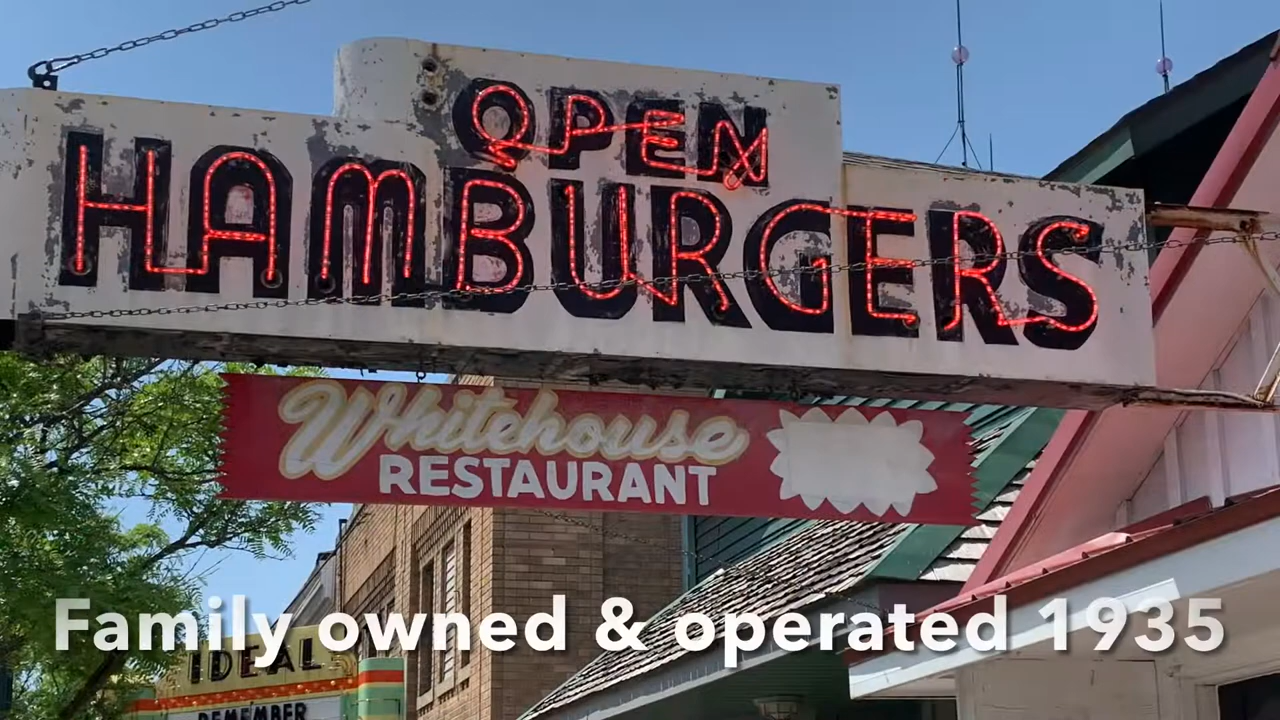 OPEN
HAMBURGERS
Whitehouse
RESTAURANT
Family owned & operated 1935
IDEAL
REMEMBER